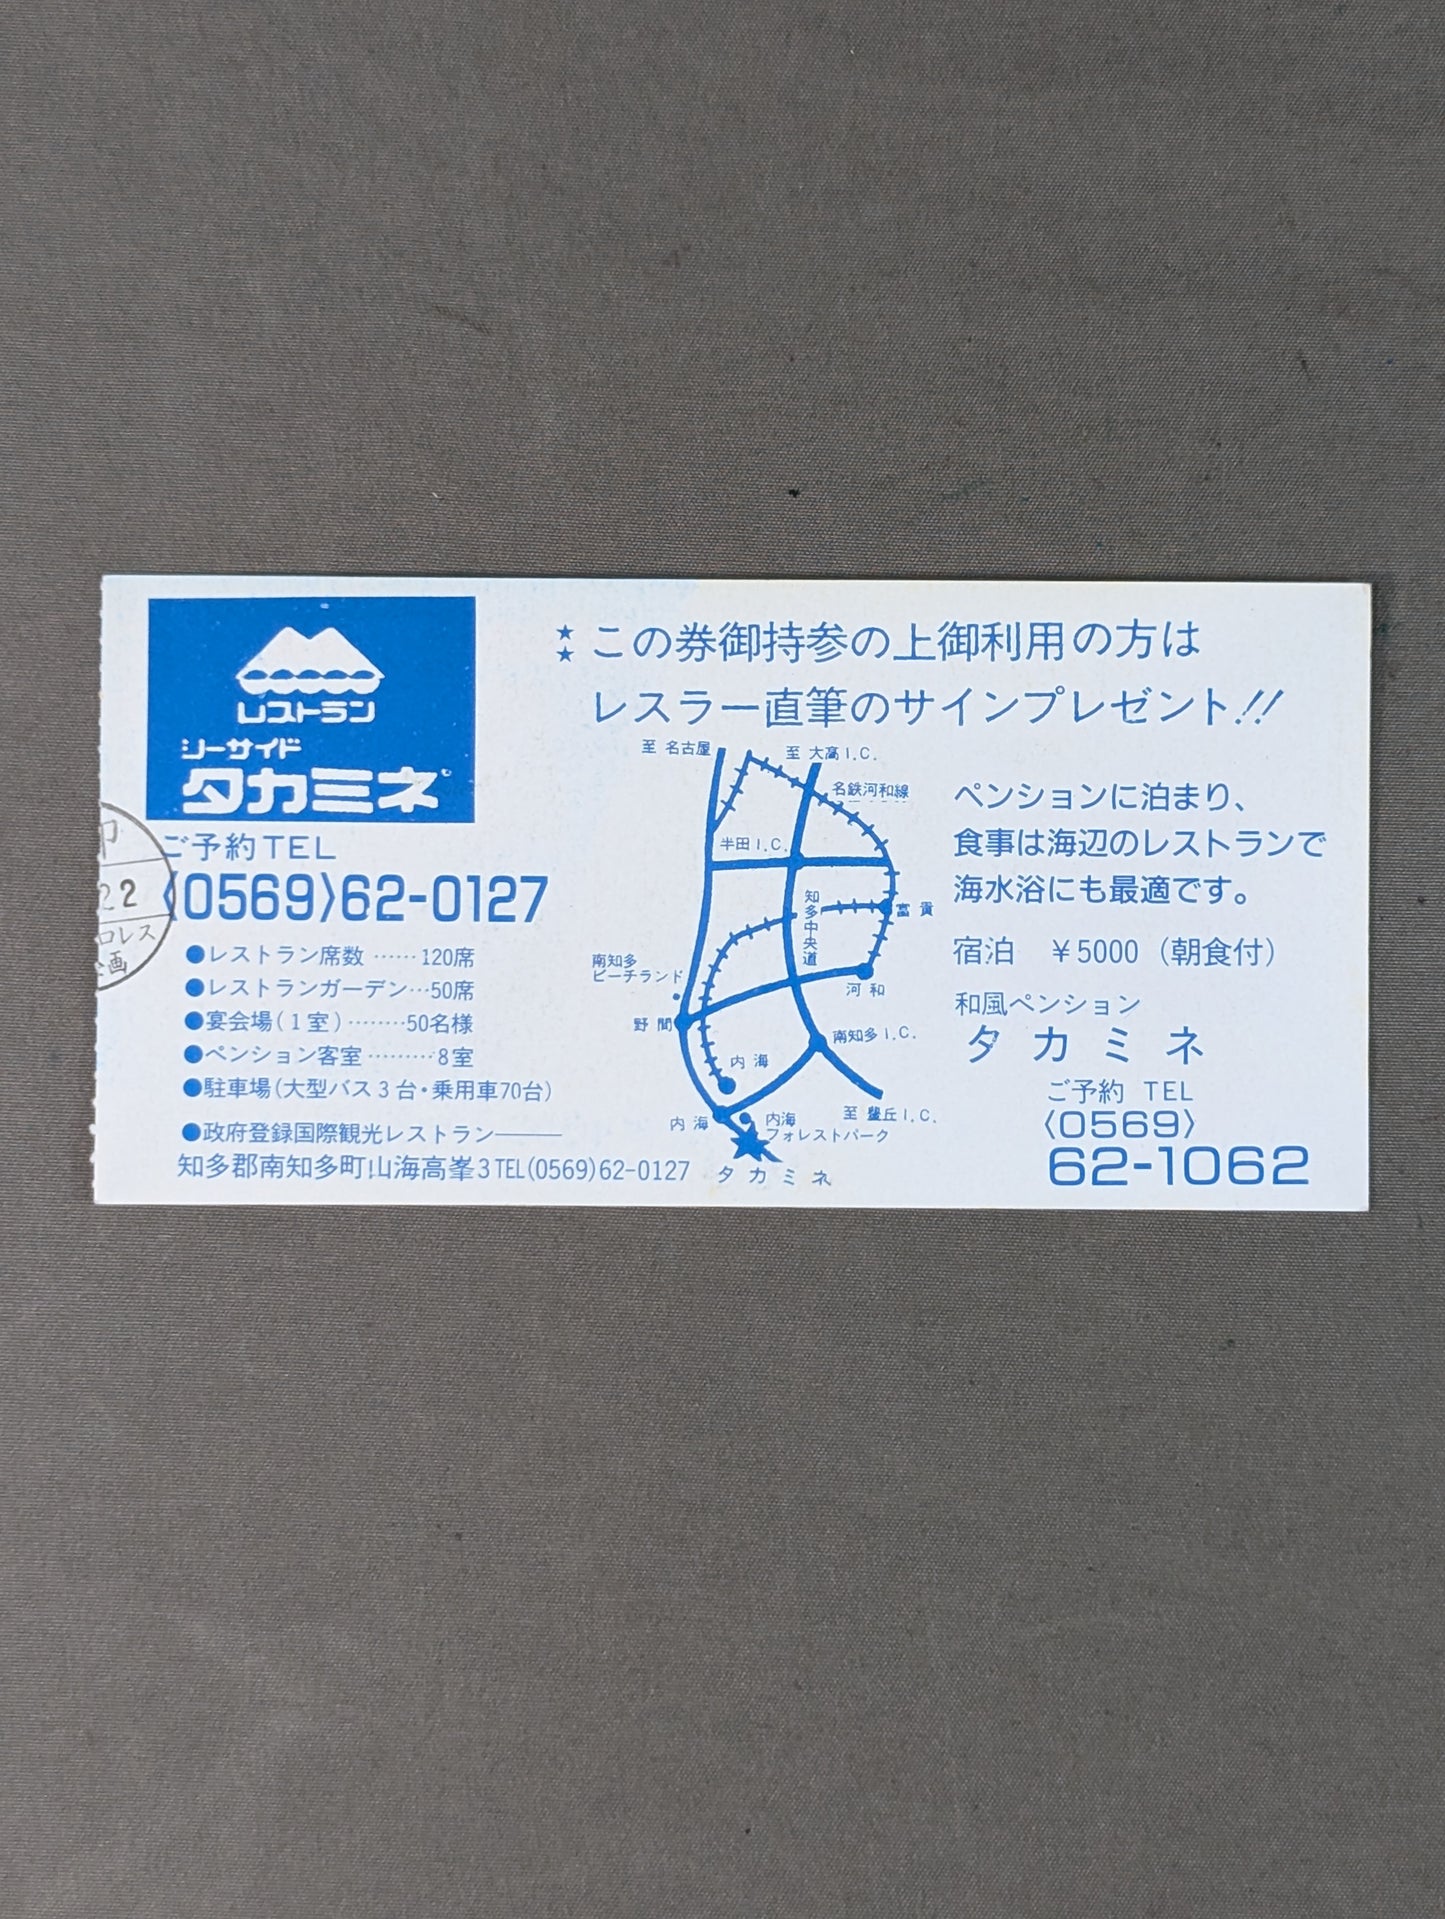 レストラン
シーサイド
タカミネ
ご予約TEL
〈0569〉62-0127
●レストラン席数……120席
●レストランガーデン…50席
●宴会場(1室)………50名様
●ペンション客室………8室
●駐車場(大型バス3台・乗用車70台)
●政府登録国際観光レストラン———
知多郡南知多町山海高峯3 TEL(0569)62-0127
22
ロレス
画
★★この券御持参の上御利用の方は
レスラー直筆のサインプレゼント!!
至 名古屋
至 大高I.C.
名鉄河和線
半田I.C.
知多中央道
富貴
南知多
ビーチランド
河和
野間
南知多I.C.
内海
内海
内海
フォレストパーク
至 豊丘I.C.
タカミネ
ペンションに泊まり、
食事は海辺のレストランで
海水浴にも最適です。
宿泊 ￥5000(朝食付)
和風ペンション
タカミネ
ご予約 TEL
〈0569〉
62-1062